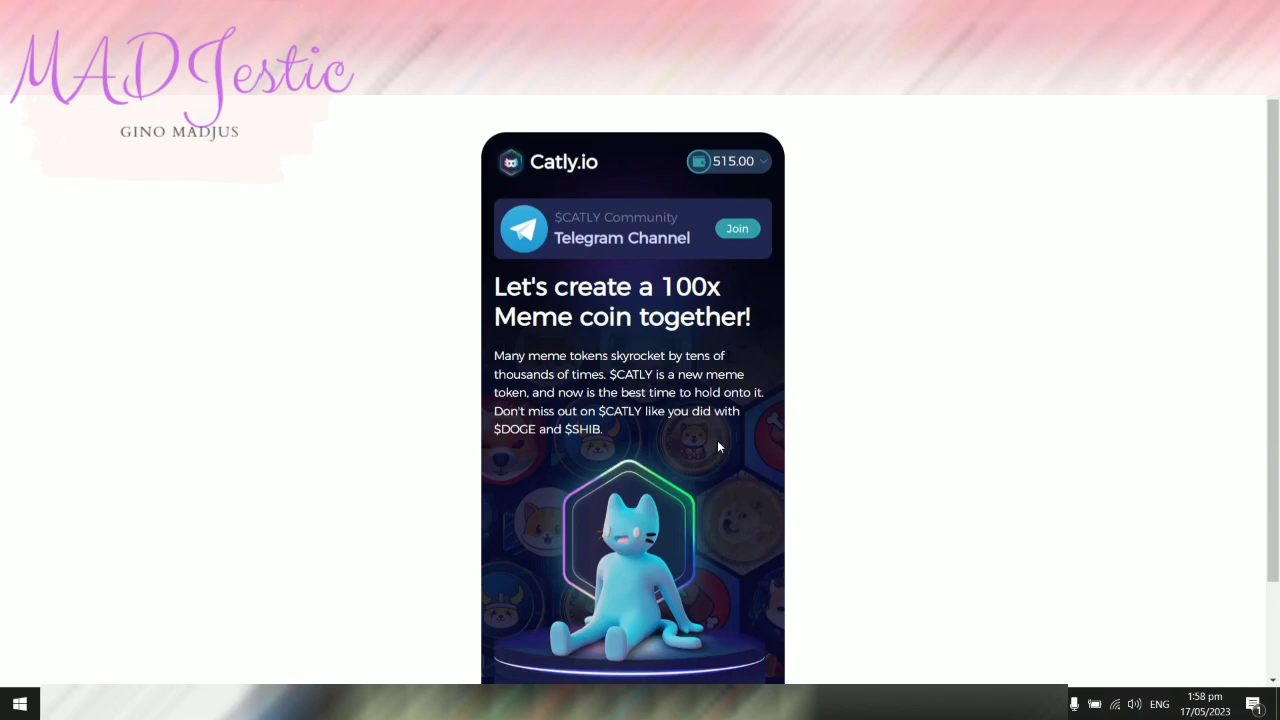 MADJestic
GINO MADJUS
Catly.io
515.00
$CATLY Community
Telegram Channel
Join
Let's create a 100x
Meme coin together!
Many meme tokens skyrocket by tens of
thousands of times. $CATLY is a new meme
token, and now is the best time to hold onto it.
Don't miss out on $CATLY like you did with
$DOGE and $SHIB.
ENG
1:58 pm
17/05/2023
1